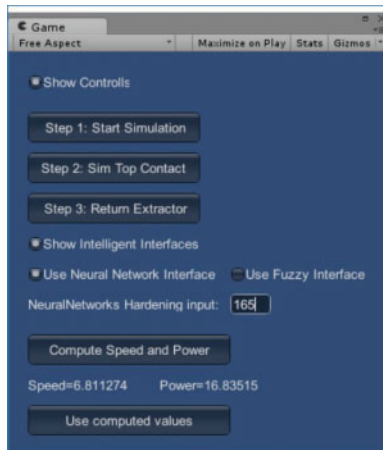 Game
Free Aspect Maximize on Play Stats Gizmos
Show Controlls
Step 1: Start Simulation
Step 2: Sim Top Contact
Step 3: Return Extractor
Show Intelligent Interfaces
Use Neural Network Interface Use Fuzzy Interface
NeuralNetworks Hardening input: 165
Compute Speed and Power
Speed=6.811274 Power=16.83515
Use computed values